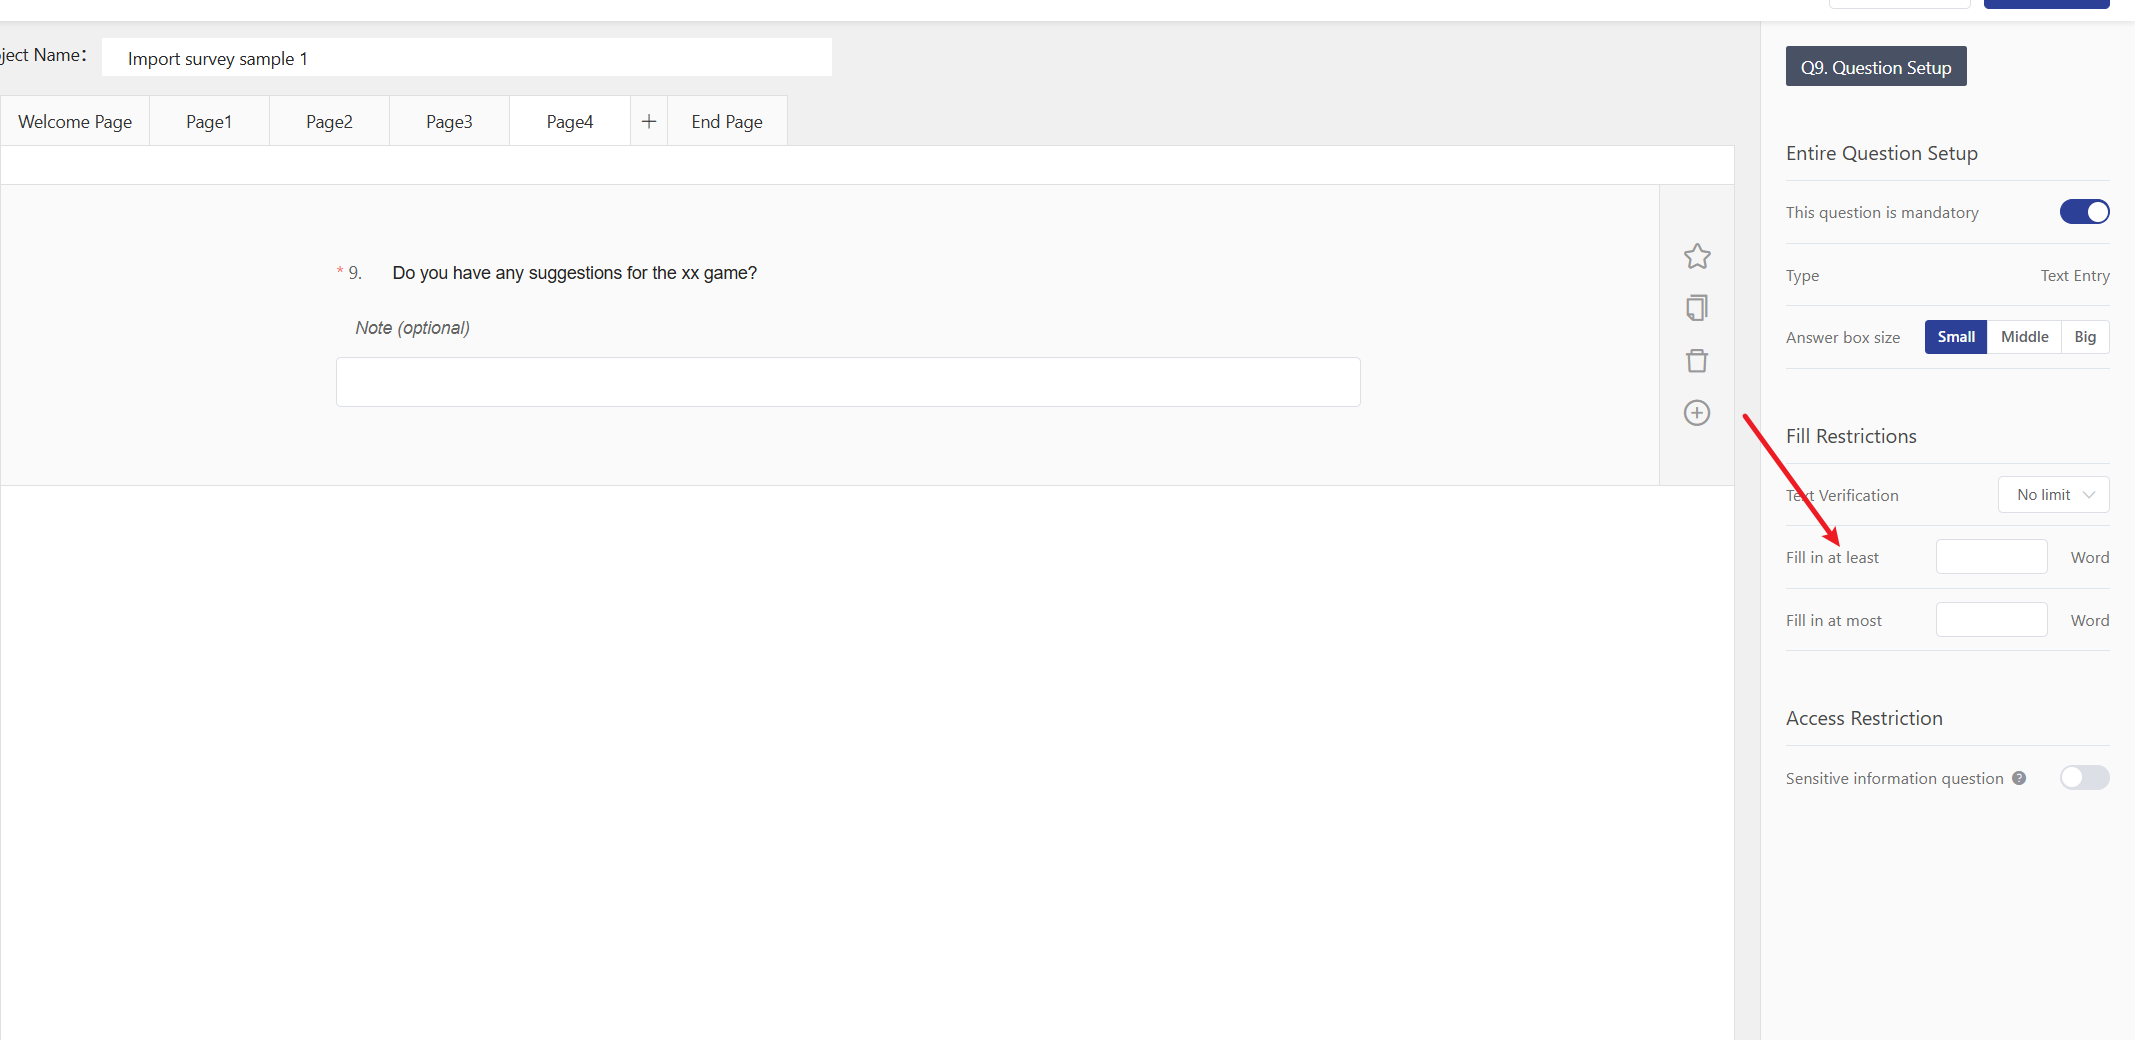 ject Name:
Import survey sample 1
Welcome Page
Page1
Page2
Page3
Page4
+
End Page
* 9. Do you have any suggestions for the xx game?
Note (optional)
Q9. Question Setup
Entire Question Setup
This question is mandatory
Type
Text Entry
Answer box size
Small
Middle
Big
Fill Restrictions
Text Verification
No limit
Fill in at least
Word
Fill in at most
Word
Access Restriction
Sensitive information question ?